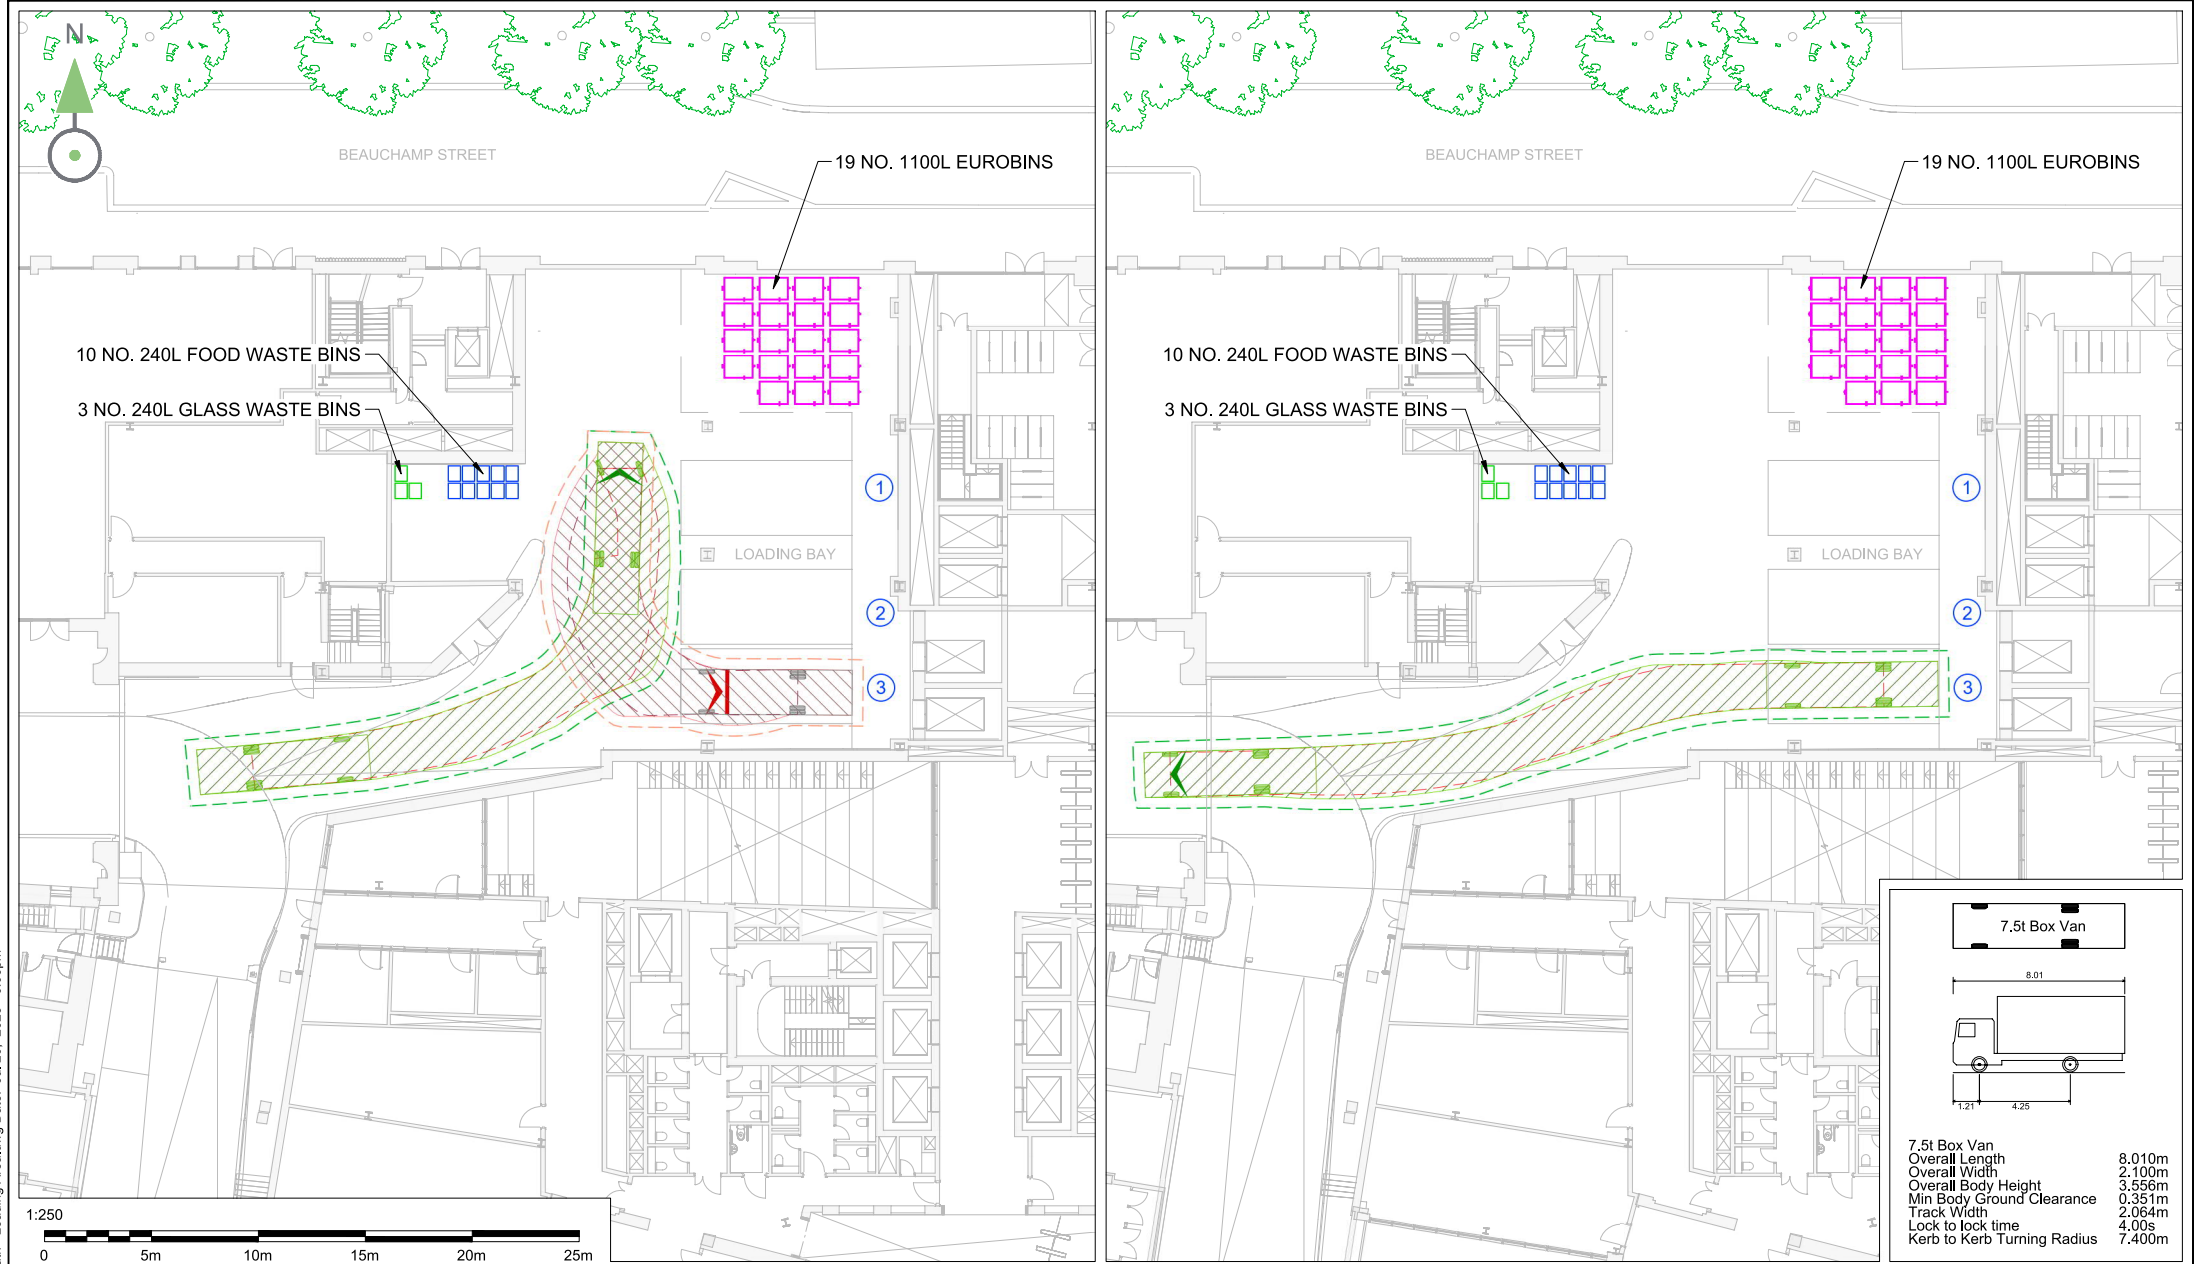 N
BEAUCHAMP STREET
19 NO. 1100L EUROBINS
10 NO. 240L FOOD WASTE BINS
3 NO. 240L GLASS WASTE BINS
1
LOADING BAY
2
3
1:250
0 5m 10m 15m 20m 25m
BEAUCHAMP STREET
19 NO. 1100L EUROBINS
10 NO. 240L FOOD WASTE BINS
3 NO. 240L GLASS WASTE BINS
1
LOADING BAY
2
3
7.5t Box Van
8.01
1.21 4.25
7.5t Box Van
Overall Length 8.010m
Overall Width 2.100m
Overall Body Height 3.556m
Min Body Ground Clearance 0.351m
Track Width 2.064m
Lock to lock time 4.00s
Kerb to Kerb Turning Radius 7.400m